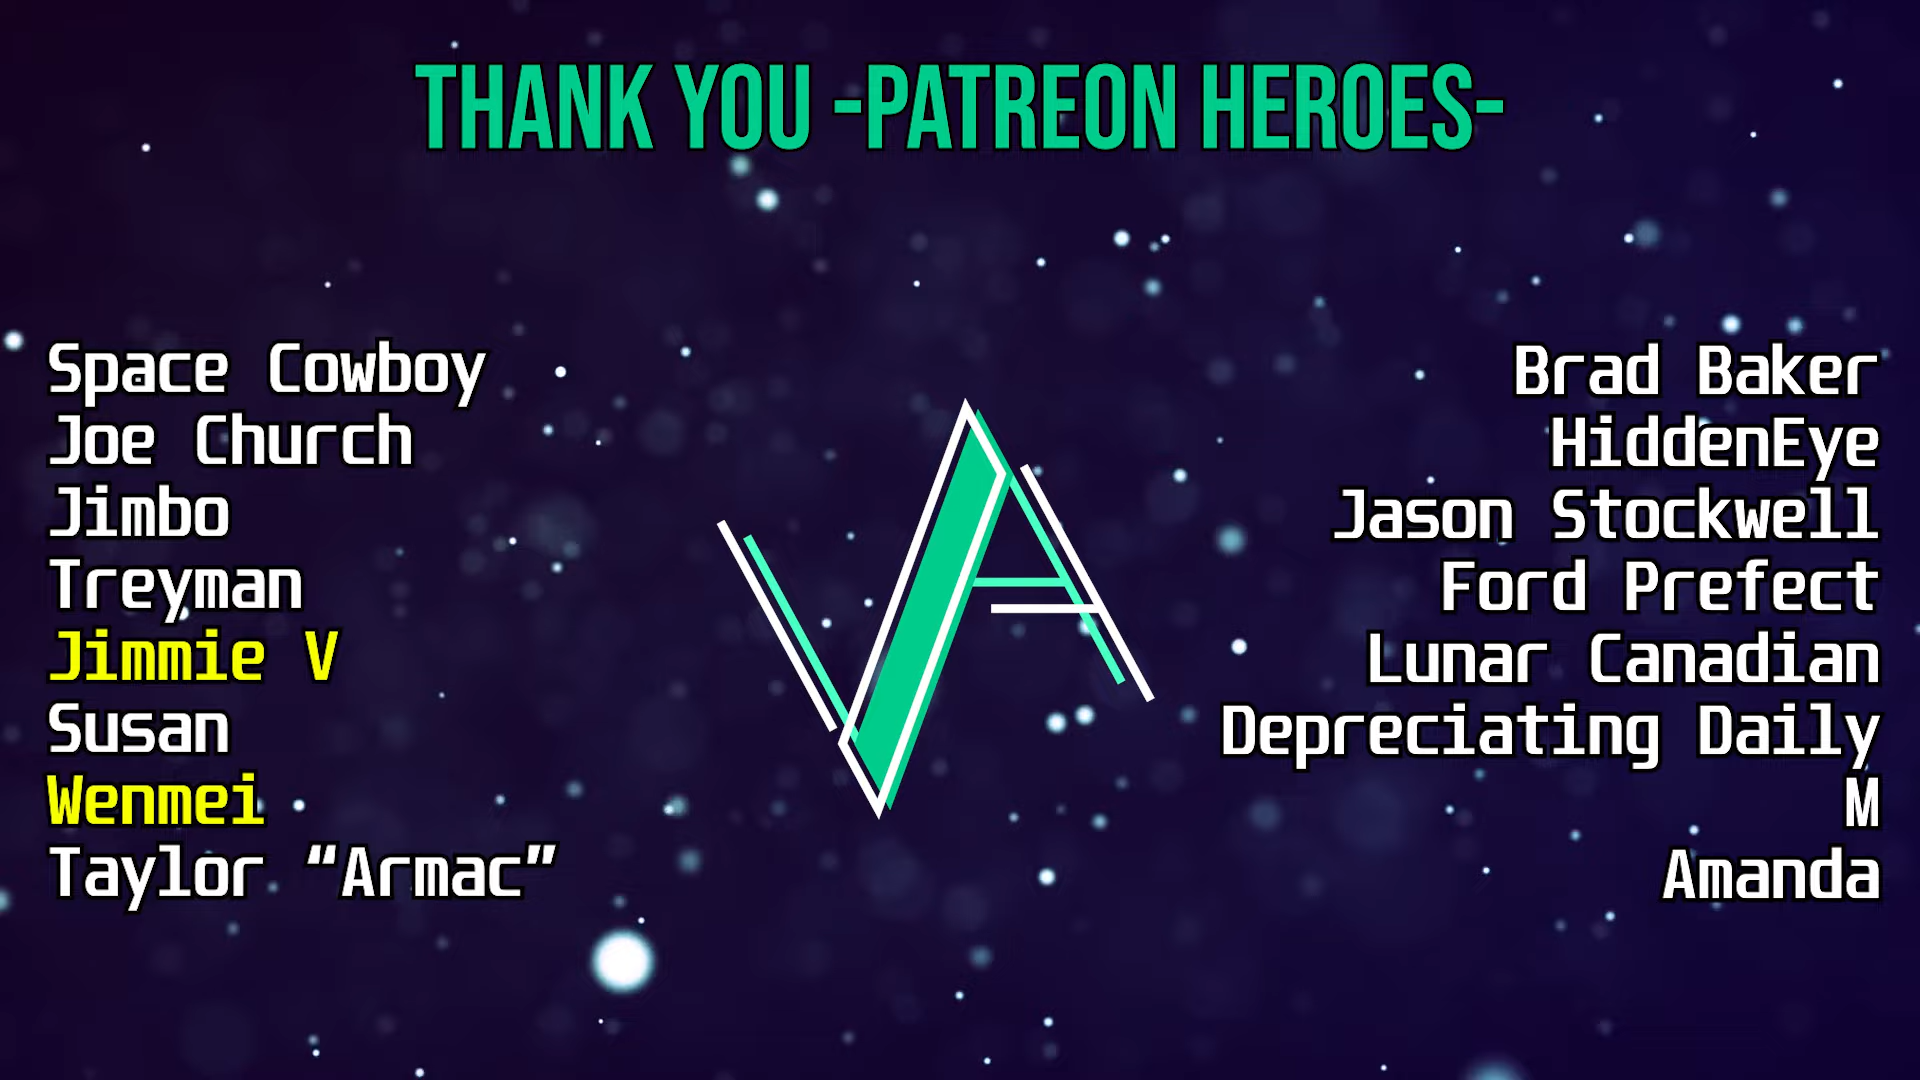 THANK YOU -PATREON HEROES-
Space Cowboy
Joe Church
Jimbo
Treyman
Jimmie V
Susan
Wenmei
Taylor “Armac”
VA
Brad Baker
HiddenEye
Jason Stockwell
Ford Prefect
Lunar Canadian
Depreciating Daily
M
Amanda